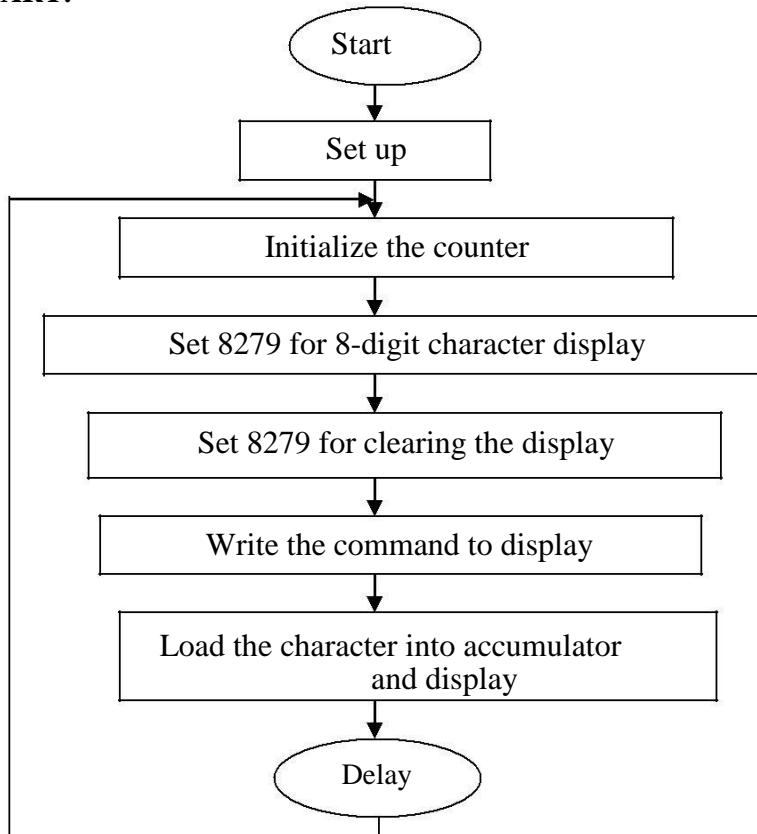 Start
Set up
Initialize the counter
Set 8279 for 8-digit character display
Set 8279 for clearing the display
Write the command to display
Load the character into accumulator
and display
Delay